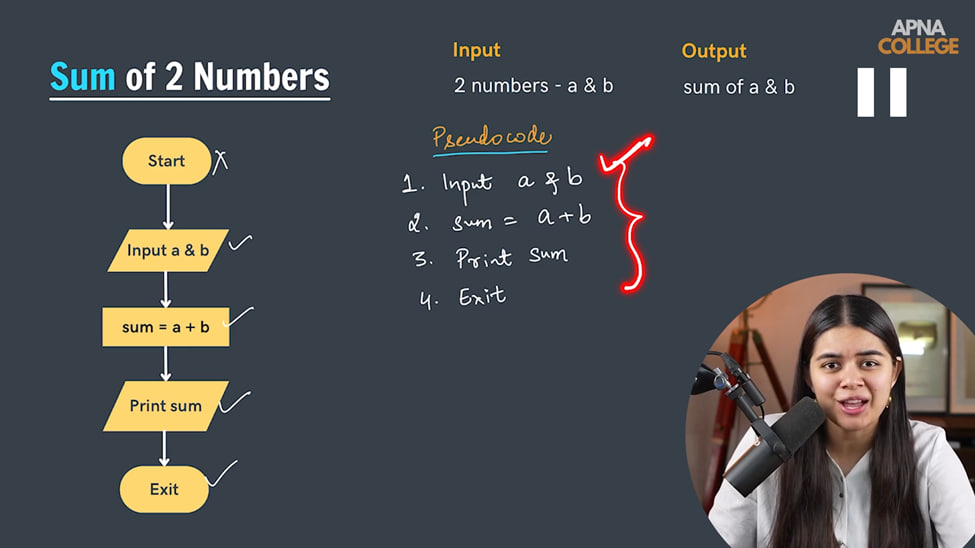 APNA
COLLEGE
Sum of 2 Numbers
Input
2 numbers - a & b
Output
sum of a & b
Start
Input a & b
sum = a + b
Print sum
Exit
Pseudocode
1. Input a & b
2. sum = a + b
3. Print sum
4. Exit